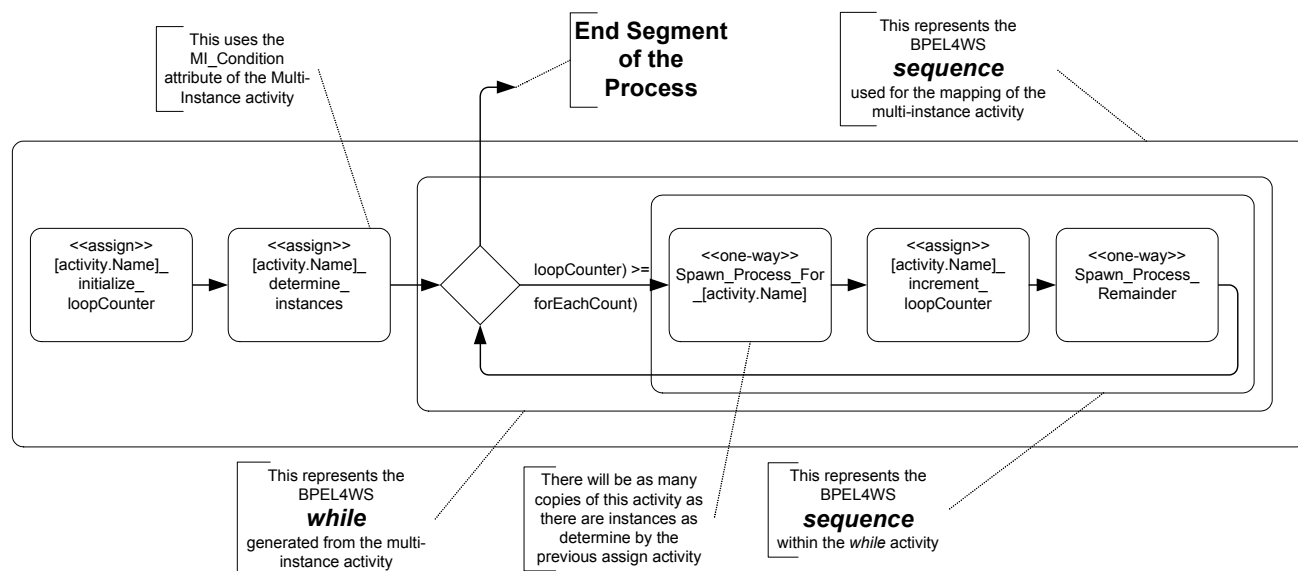 This uses the
MI_Condition
attribute of the Multi-
Instance activity
End Segment
of the
Process
This represents the
BPEL4WS
sequence
used for the mapping of the
multi-instance activity
<<assign>>
[activity.Name]_
initialize_
loopCounter
<<assign>>
[activity.Name]_
determine_
instances
loopCounter) >=
forEachCount)
<<one-way>>
Spawn_Process_For
_[activity.Name]
<<assign>>
[activity.Name]_
increment_
loopCounter
<<one-way>>
Spawn_Process_
Remainder
This represents the
BPEL4WS
while
generated from the multi-
instance activity
There will be as many
copies of this activity as
there are instances as
determine by the
previous assign activity
This represents the
BPEL4WS
sequence
within the while activity